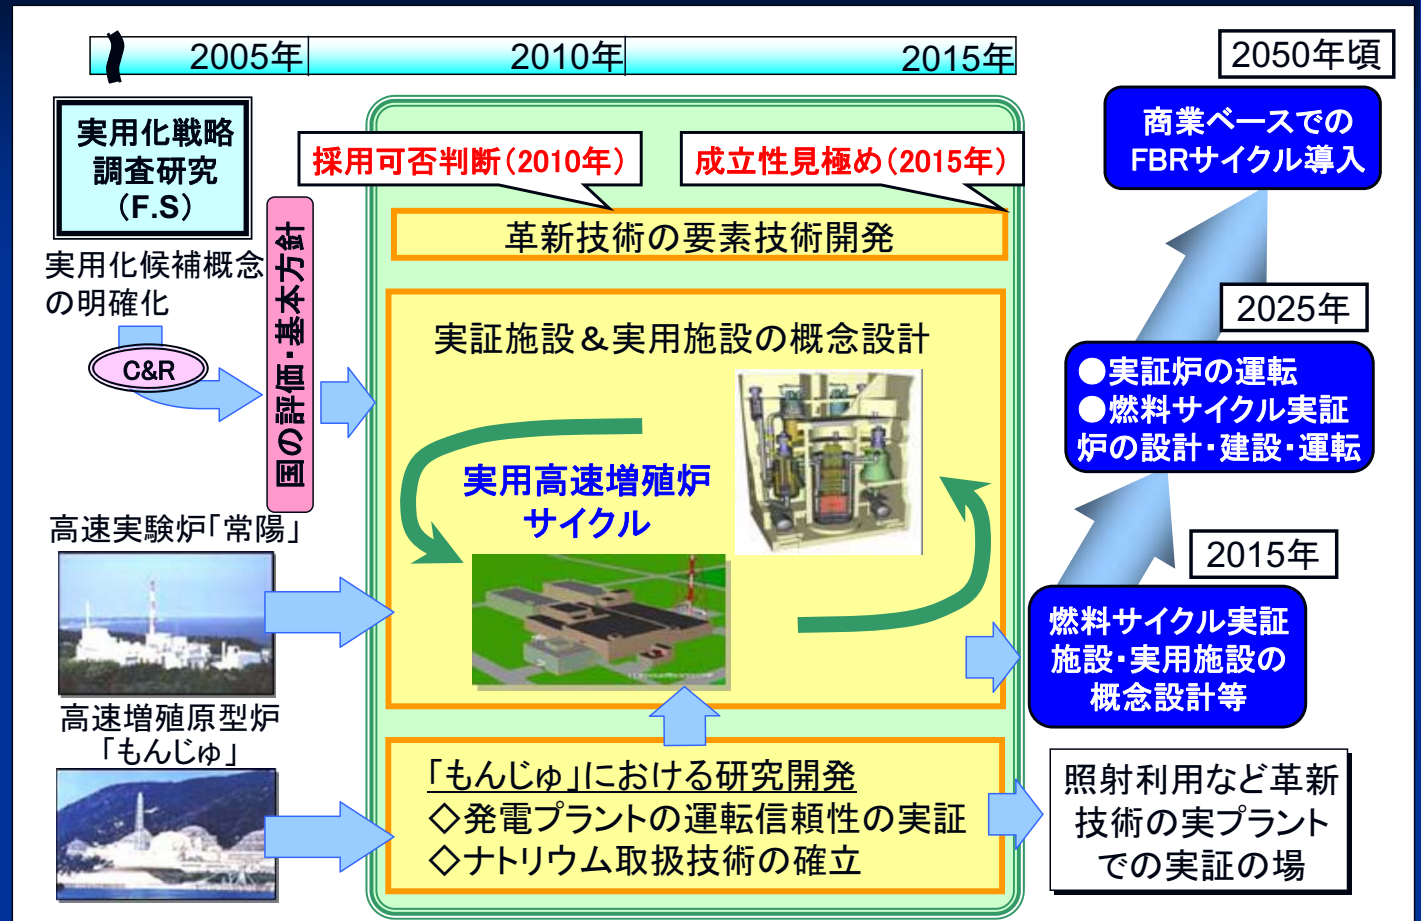 2005年
2010年
2015年
2050年頃
実用化戦略
調査研究
（F.S）
実用化候補概念
の明確化
C&R
国の評価・基本方針
採用可否判断（2010年）
成立性見極め（2015年）
革新技術の要素技術開発
実証施設＆実用施設の概念設計
実用高速増殖炉
サイクル
高速実験炉「常陽」
高速増殖原型炉
「もんじゅ」
「もんじゅ」における研究開発
◇発電プラントの運転信頼性の実証
◇ナトリウム取扱技術の確立
商業ベースでの
FBRサイクル導入
2025年
●実証炉の運転
●燃料サイクル実証
炉の設計・建設・運転
2015年
燃料サイクル実証
施設・実用施設の
概念設計等
照射利用など革新
技術の実プラント
での実証の場